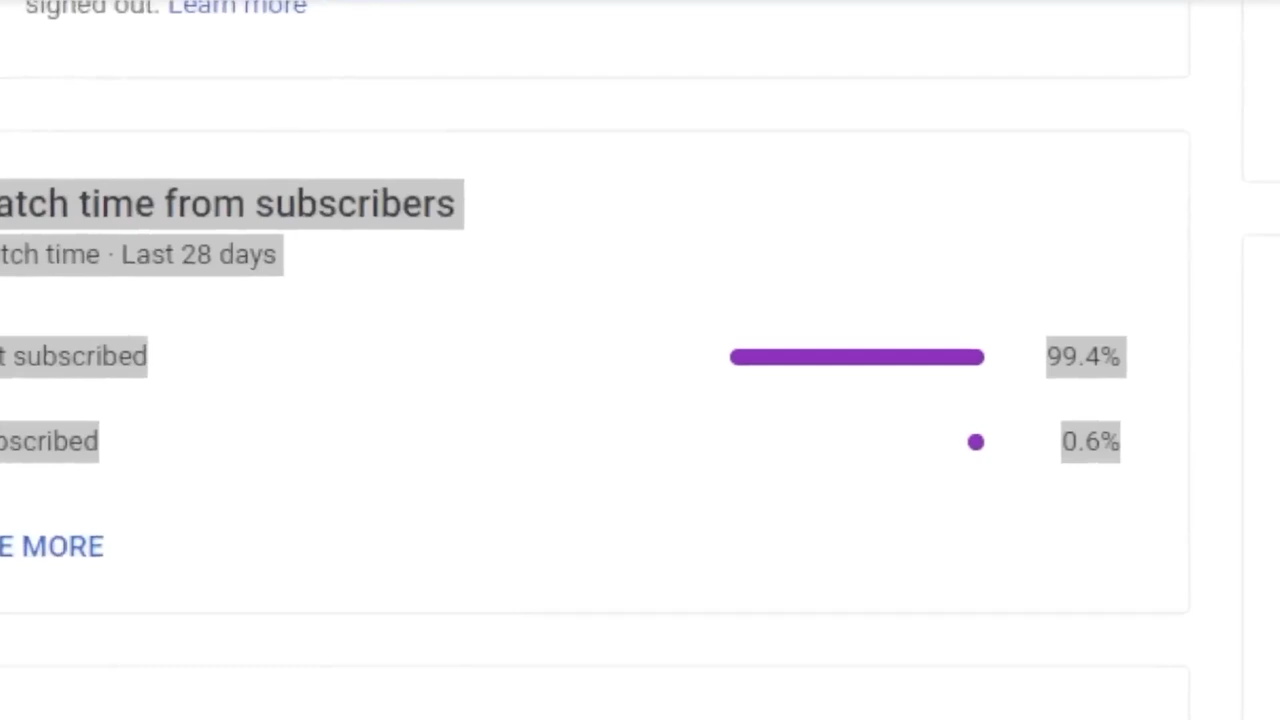 signed out. Learn more
atch time from subscribers
tch time · Last 28 days
t subscribed 99.4%
bscribed 0.6%
E MORE